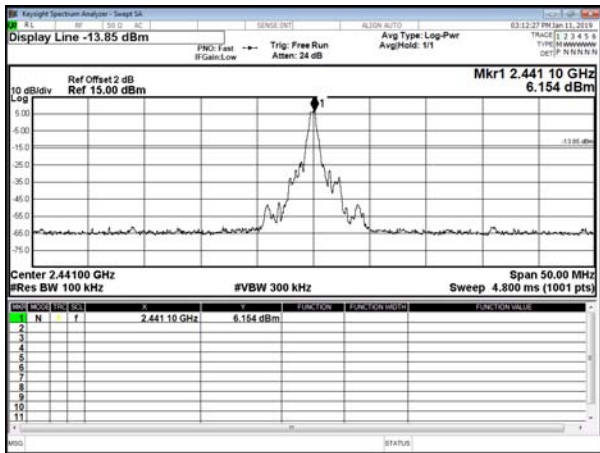 Keysight Spectrum Analyzer - Swept SA
RL RF 50 Ω AC SENSE:INT ALIGN AUTO 03:12:27 PM Jan 11, 2019
Display Line -13.85 dBm
PNO: Fast Trig: Free Run Avg Type: Log-Pwr TRACE 1 2 3 4 5 6
IFGain:Low Atten: 24 dB Avg|Hold: 1/1 TYPE M WWWWW
DET P NNNNN
Mkr1 2.441 10 GHz
6.154 dBm
Ref Offset 2 dB
10 dB/div Ref 15.00 dBm
Log
1
5.00
-5.00
-13.85 dBm
-15.0
-25.0
-35.0
-45.0
-55.0
-65.0
-75.0
Center 2.44100 GHz Span 50.00 MHz
#Res BW 100 kHz #VBW 300 kHz Sweep 4.800 ms (1001 pts)
MKR MODE TRC SCL X Y FUNCTION FUNCTION WIDTH FUNCTION VALUE
1 N f 2.441 10 GHz 6.154 dBm
2
3
4
5
6
7
8
9
10
11
MSG STATUS